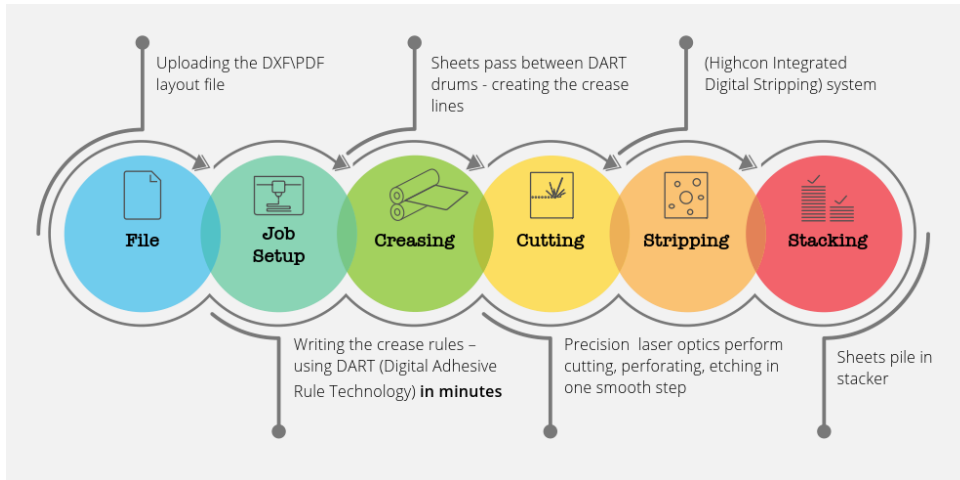 Uploading the DXF\PDF
layout file
Sheets pass between DART
drums - creating the crease
lines
(Highcon Integrated
Digital Stripping) system
File
Job
Setup
Creasing
Cutting
Stripping
Stacking
Writing the crease rules –
using DART (Digital Adhesive
Rule Technology) in minutes
Precision laser optics perform
cutting, perforating, etching in
one smooth step
Sheets pile in
stacker